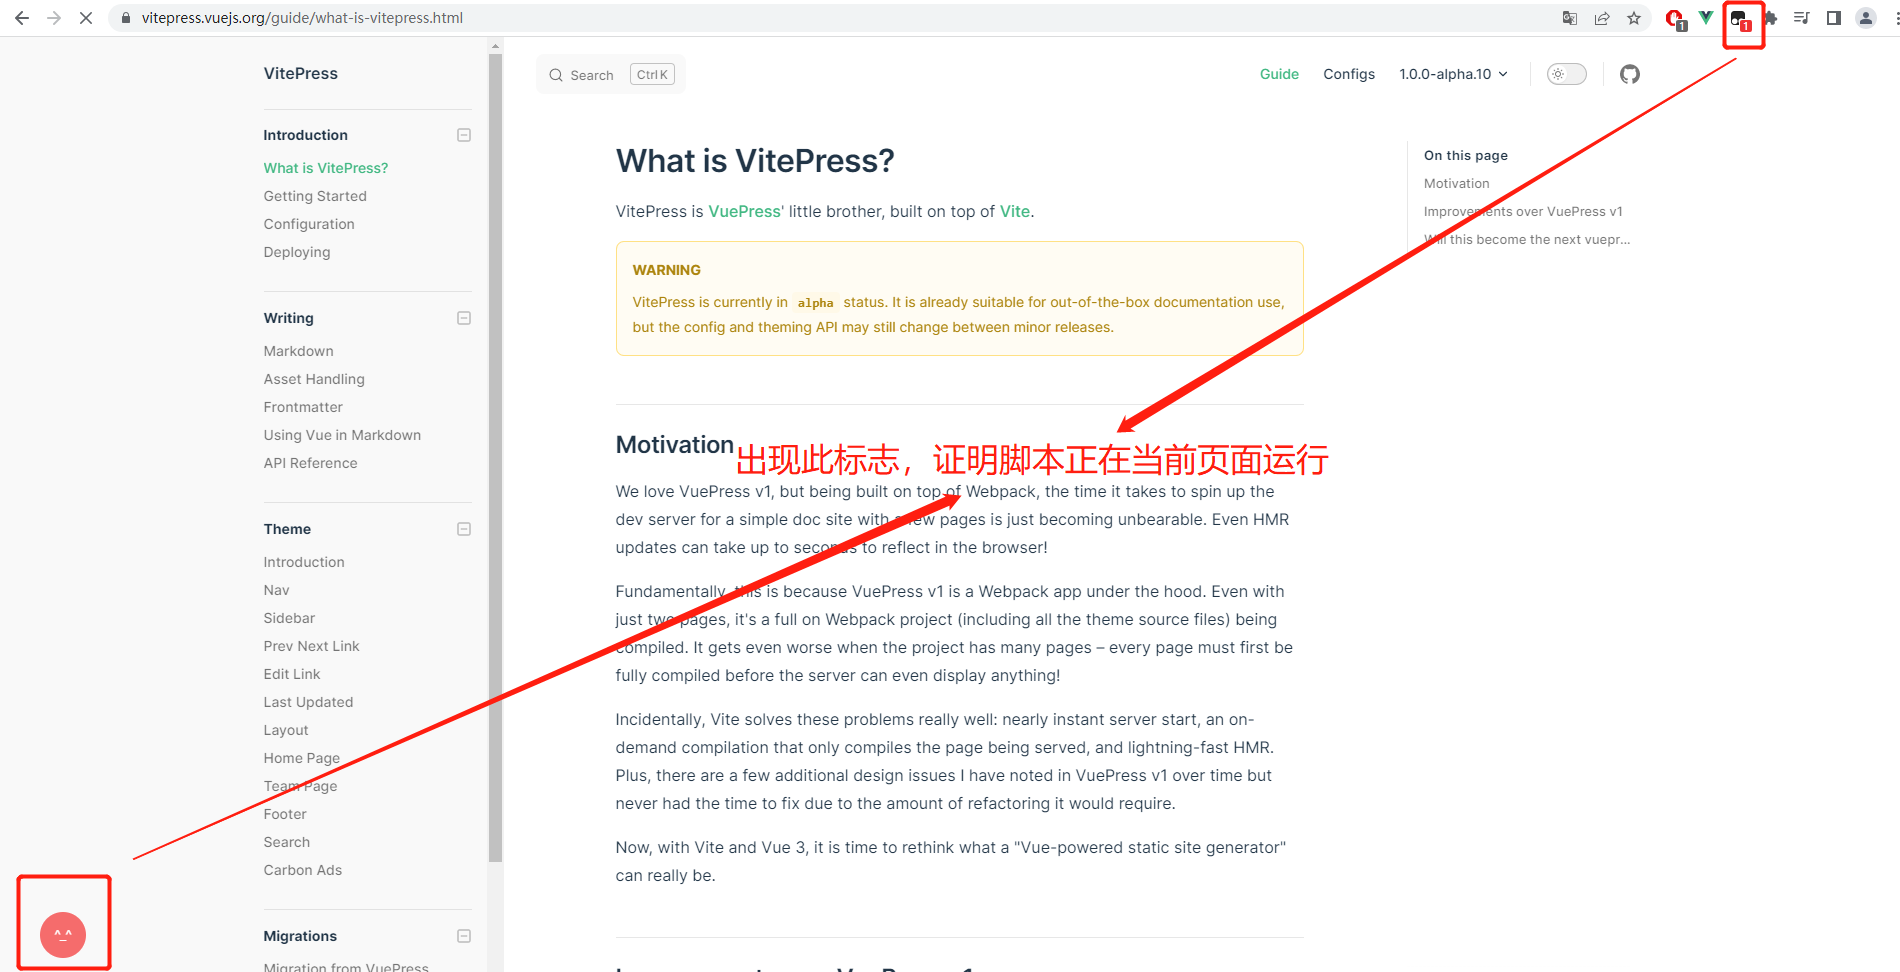 vitepress.vuejs.org/guide/what-is-vitepress.html
1
1
VitePress
Search
Ctrl K
Guide
Configs
1.0.0-alpha.10
Introduction
What is VitePress?
Getting Started
Configuration
Deploying
Writing
Markdown
Asset Handling
Frontmatter
Using Vue in Markdown
API Reference
Theme
Introduction
Nav
Sidebar
Prev Next Link
Edit Link
Last Updated
Layout
Home Page
Team Page
Footer
Search
Carbon Ads
Migrations
Migration from VuePress
^_^
What is VitePress?
VitePress is VuePress' little brother, built on top of Vite.
WARNING
VitePress is currently in alpha status. It is already suitable for out-of-the-box documentation use,
but the config and theming API may still change between minor releases.
Motivation
出现此标志，证明脚本正在当前页面运行
We love VuePress v1, but being built on top of Webpack, the time it takes to spin up the
dev server for a simple doc site with a few pages is just becoming unbearable. Even HMR
updates can take up to seconds to reflect in the browser!
Fundamentally, this is because VuePress v1 is a Webpack app under the hood. Even with
just two pages, it's a full on Webpack project (including all the theme source files) being
compiled. It gets even worse when the project has many pages – every page must first be
fully compiled before the server can even display anything!
Incidentally, Vite solves these problems really well: nearly instant server start, an on-
demand compilation that only compiles the page being served, and lightning-fast HMR.
Plus, there are a few additional design issues I have noted in VuePress v1 over time but
never had the time to fix due to the amount of refactoring it would require.
Now, with Vite and Vue 3, it is time to rethink what a "Vue-powered static site generator"
can really be.
On this page
Motivation
Improvements over VuePress v1
Will this become the next vuepr...